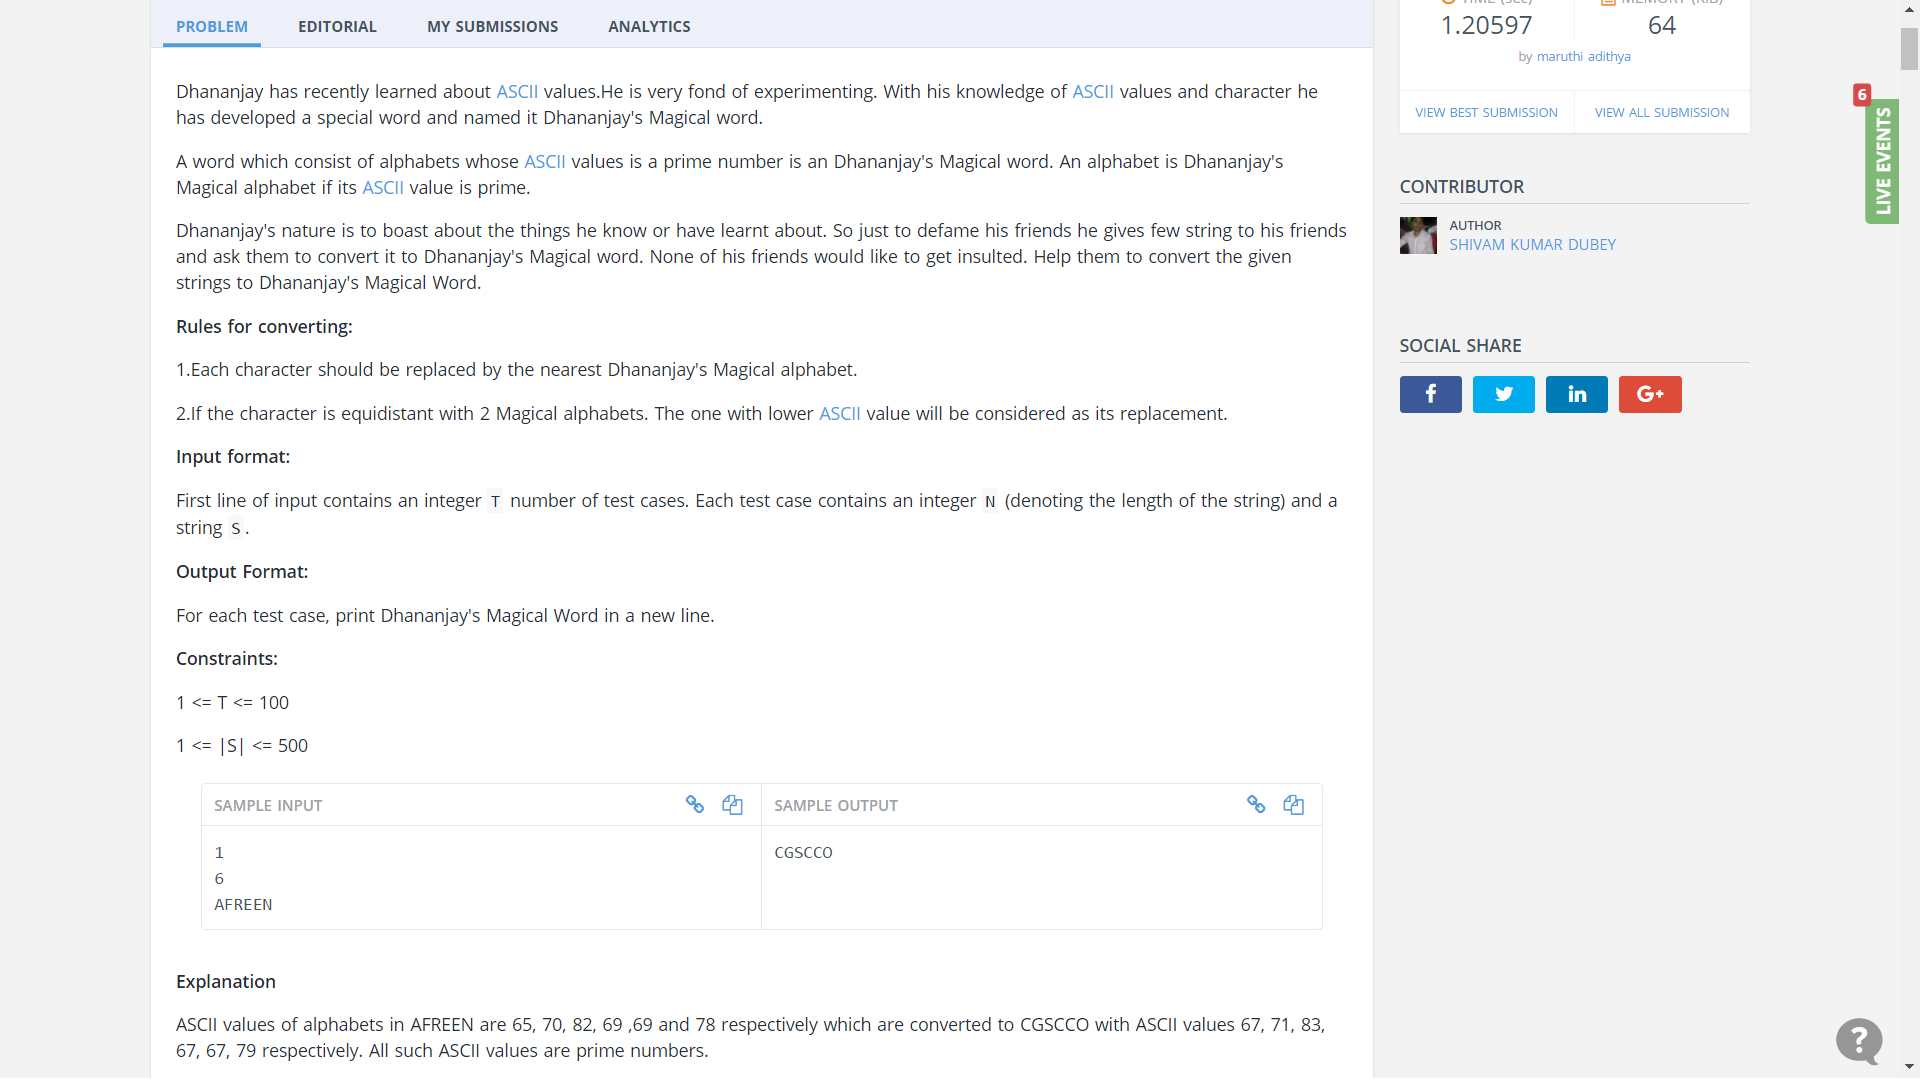 PROBLEM EDITORIAL MY SUBMISSIONS ANALYTICS
Dhananjay has recently learned about ASCII values.He is very fond of experimenting. With his knowledge of ASCII values and character he
has developed a special word and named it Dhananjay's Magical word.
A word which consist of alphabets whose ASCII values is a prime number is an Dhananjay's Magical word. An alphabet is Dhananjay's
Magical alphabet if its ASCII value is prime.
Dhananjay's nature is to boast about the things he know or have learnt about. So just to defame his friends he gives few string to his friends
and ask them to convert it to Dhananjay's Magical word. None of his friends would like to get insulted. Help them to convert the given
strings to Dhananjay's Magical Word.
Rules for converting:
1.Each character should be replaced by the nearest Dhananjay's Magical alphabet.
2.If the character is equidistant with 2 Magical alphabets. The one with lower ASCII value will be considered as its replacement.
Input format:
First line of input contains an integer T number of test cases. Each test case contains an integer N (denoting the length of the string) and a
string S.
Output Format:
For each test case, print Dhananjay's Magical Word in a new line.
Constraints:
1 <= T <= 100
1 <= |S| <= 500
SAMPLE INPUT
1
6
AFREEN
SAMPLE OUTPUT
CGSCCO
Explanation
ASCII values of alphabets in AFREEN are 65, 70, 82, 69 ,69 and 78 respectively which are converted to CGSCCO with ASCII values 67, 71, 83,
67, 67, 79 respectively. All such ASCII values are prime numbers.
TIME (sec) MEMORY (KiB)
1.20597 64
by maruthi adithya
VIEW BEST SUBMISSION VIEW ALL SUBMISSION
CONTRIBUTOR
AUTHOR
SHIVAM KUMAR DUBEY
SOCIAL SHARE
f in G+
6
LIVE EVENTS
?